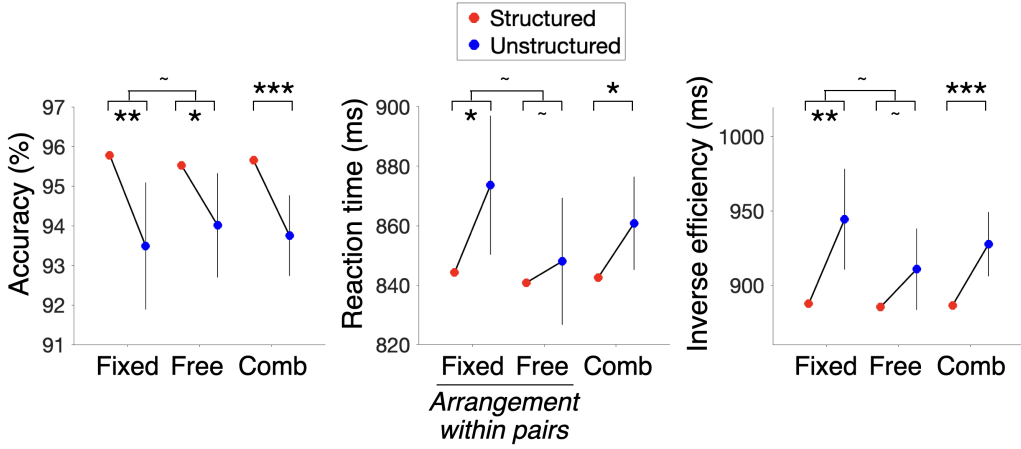 Structured
Unstructured
~
** * ***
Accuracy (%)
97
96
95
94
93
92
91
Fixed Free Comb
~
* ~ *
Reaction time (ms)
900
880
860
840
820
Fixed Free Comb
Arrangement
within pairs
~
** ~ ***
Inverse efficiency (ms)
1000
950
900
Fixed Free Comb